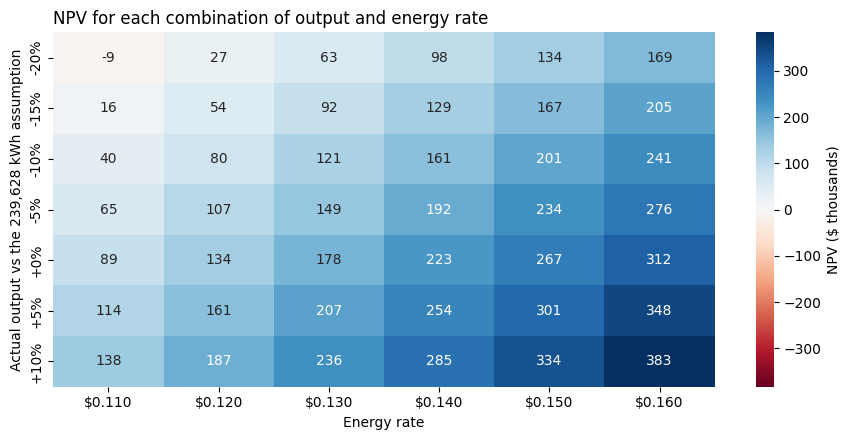 NPV for each combination of output and energy rate
Actual output vs the 239,628 kWh assumption
-20%
-9 27 63 98 134 169
-15%
16 54 92 129 167 205
-10%
40 80 121 161 201 241
-5%
65 107 149 192 234 276
+0%
89 134 178 223 267 312
+5%
114 161 207 254 301 348
+10%
138 187 236 285 334 383
$0.110 $0.120 $0.130 $0.140 $0.150 $0.160
Energy rate
300
200
100
0
−100
−200
−300
NPV ($ thousands)